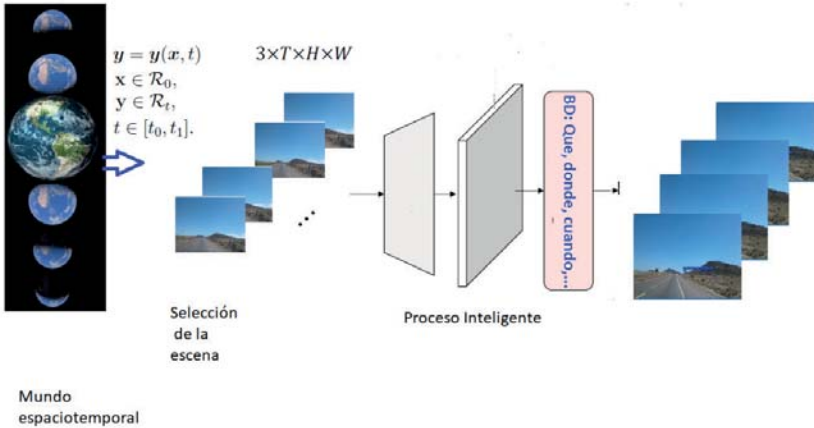 y = y(x, t)
x ∈ R₀,
y ∈ Rₜ,
t ∈ [t₀, t₁].
3×T×H×W
...
BD: Que, donde, cuando,...
Selección
de la
escena
Proceso Inteligente
Mundo
espaciotemporal